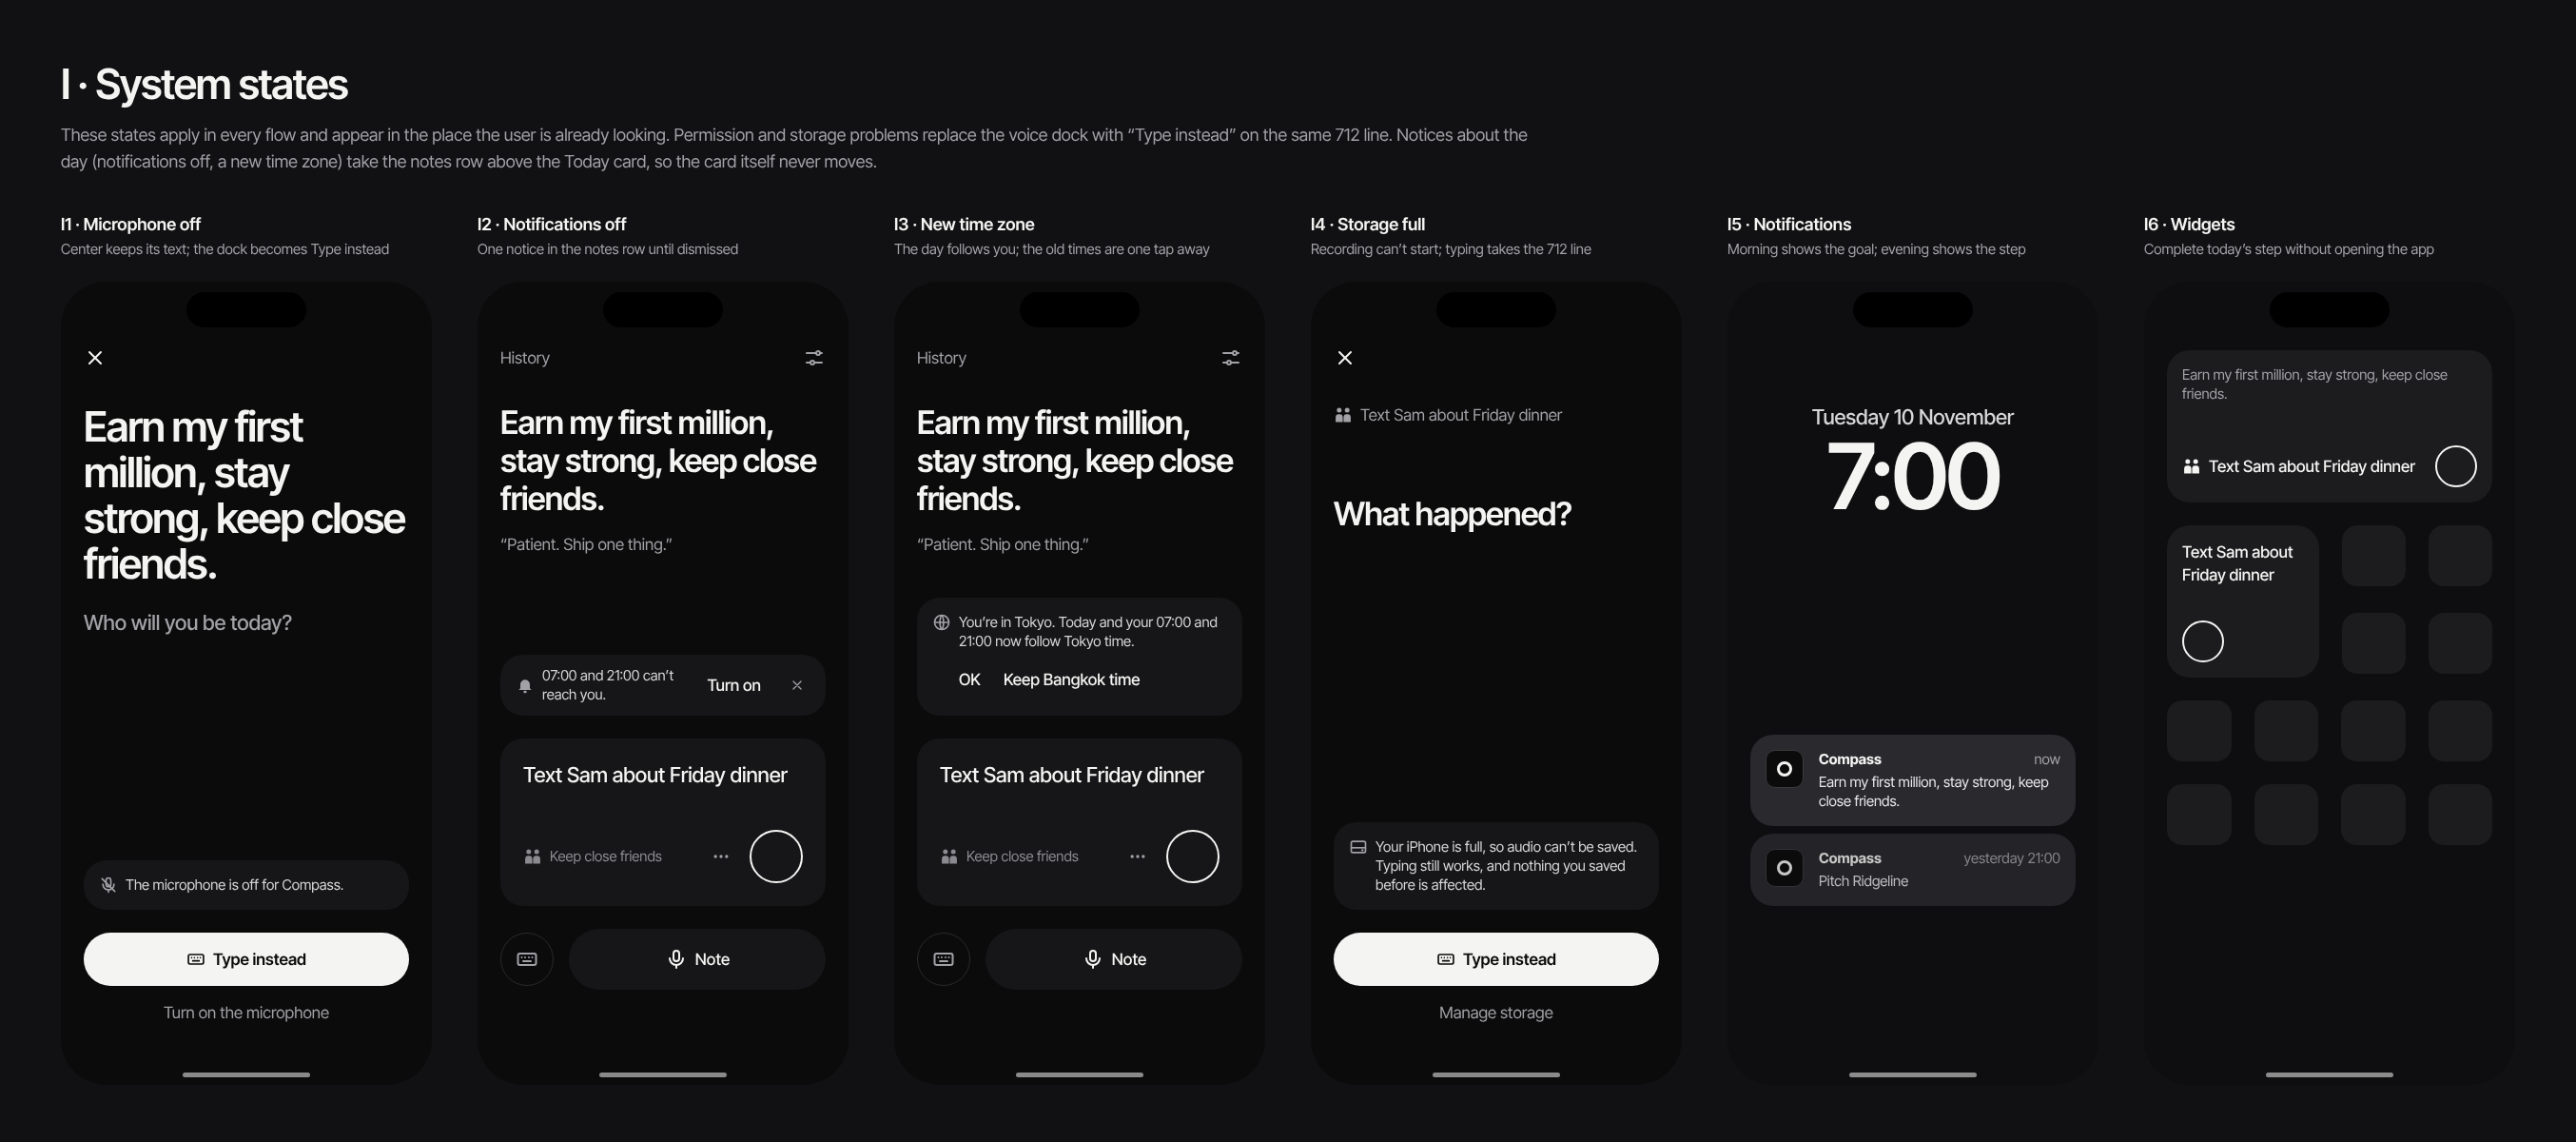 I · System states
These states apply in every flow and appear in the place the user is already looking. Permission and storage problems replace the voice dock with “Type instead” on the same 712 line. Notices about the
day (notifications off, a new time zone) take the notes row above the Today card, so the card itself never moves.
I1 · Microphone off
Center keeps its text; the dock becomes Type instead
Earn my first
million, stay
strong, keep close
friends.
Who will you be today?
The microphone is off for Compass.
Type instead
Turn on the microphone
I2 · Notifications off
One notice in the notes row until dismissed
History
Earn my first million,
stay strong, keep close
friends.
“Patient. Ship one thing.”
07:00 and 21:00 can’t
reach you.
Turn on
Text Sam about Friday dinner
Keep close friends
Note
I3 · New time zone
The day follows you; the old times are one tap away
History
Earn my first million,
stay strong, keep close
friends.
“Patient. Ship one thing.”
You’re in Tokyo. Today and your 07:00 and
21:00 now follow Tokyo time.
OK Keep Bangkok time
Text Sam about Friday dinner
Keep close friends
Note
I4 · Storage full
Recording can’t start; typing takes the 712 line
Text Sam about Friday dinner
What happened?
Your iPhone is full, so audio can’t be saved.
Typing still works, and nothing you saved
before is affected.
Type instead
Manage storage
I5 · Notifications
Morning shows the goal; evening shows the step
Tuesday 10 November
7:00
Compass now
Earn my first million, stay strong, keep
close friends.
Compass yesterday 21:00
Pitch Ridgeline
I6 · Widgets
Complete today’s step without opening the app
Earn my first million, stay strong, keep close
friends.
Text Sam about Friday dinner
Text Sam about
Friday dinner